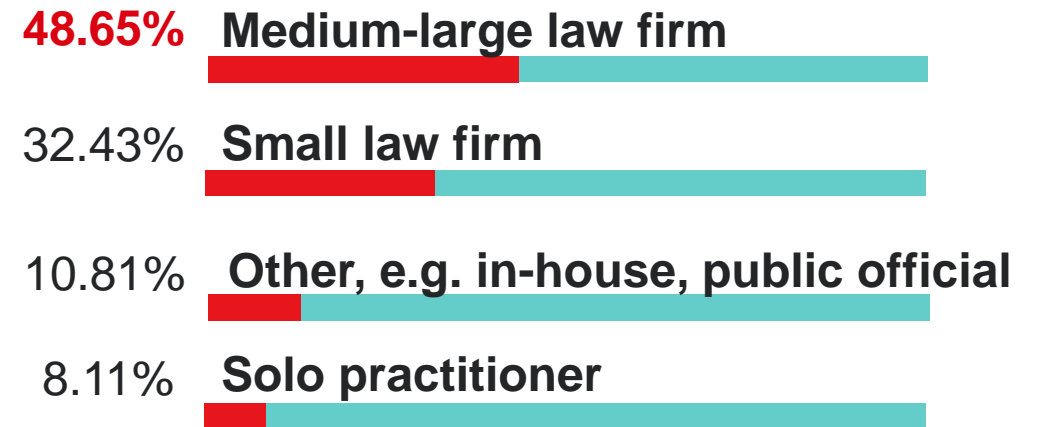 48.65% Medium-large law firm
32.43% Small law firm
10.81% Other, e.g. in-house, public official
8.11% Solo practitioner